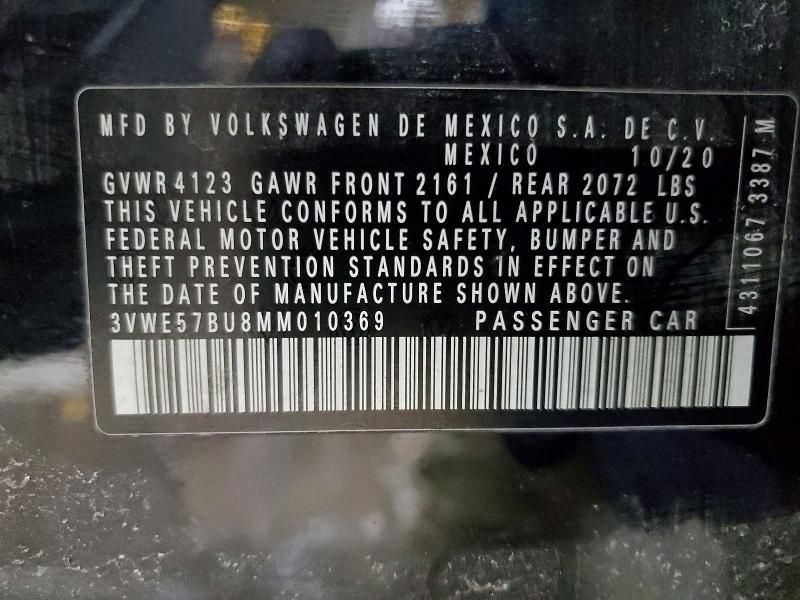 MFD BY VOLKSWAGEN DE MEXICO S.A. DE C.V.
MEXICO 10/20
GVWR 4123 GAWR FRONT 2161 / REAR 2072 LBS
THIS VEHICLE CONFORMS TO ALL APPLICABLE U.S.
FEDERAL MOTOR VEHICLE SAFETY, BUMPER AND
THEFT PREVENTION STANDARDS IN EFFECT ON
THE DATE OF MANUFACTURE SHOWN ABOVE.
3VWE57BU8MM010369 PASSENGER CAR
4311067 3387 M